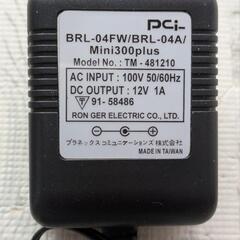 PCi
BRL-04FW/BRL-04A/
Mini300plus
Model No. : TM - 481210
AC INPUT : 100V 50/60Hz
DC OUTPUT : 12V 1A
91- 58486
RON GER ELECTRIC CO., LTD.
プラネックス コミュニケーションズ 株式会社
MADE IN TAIWAN